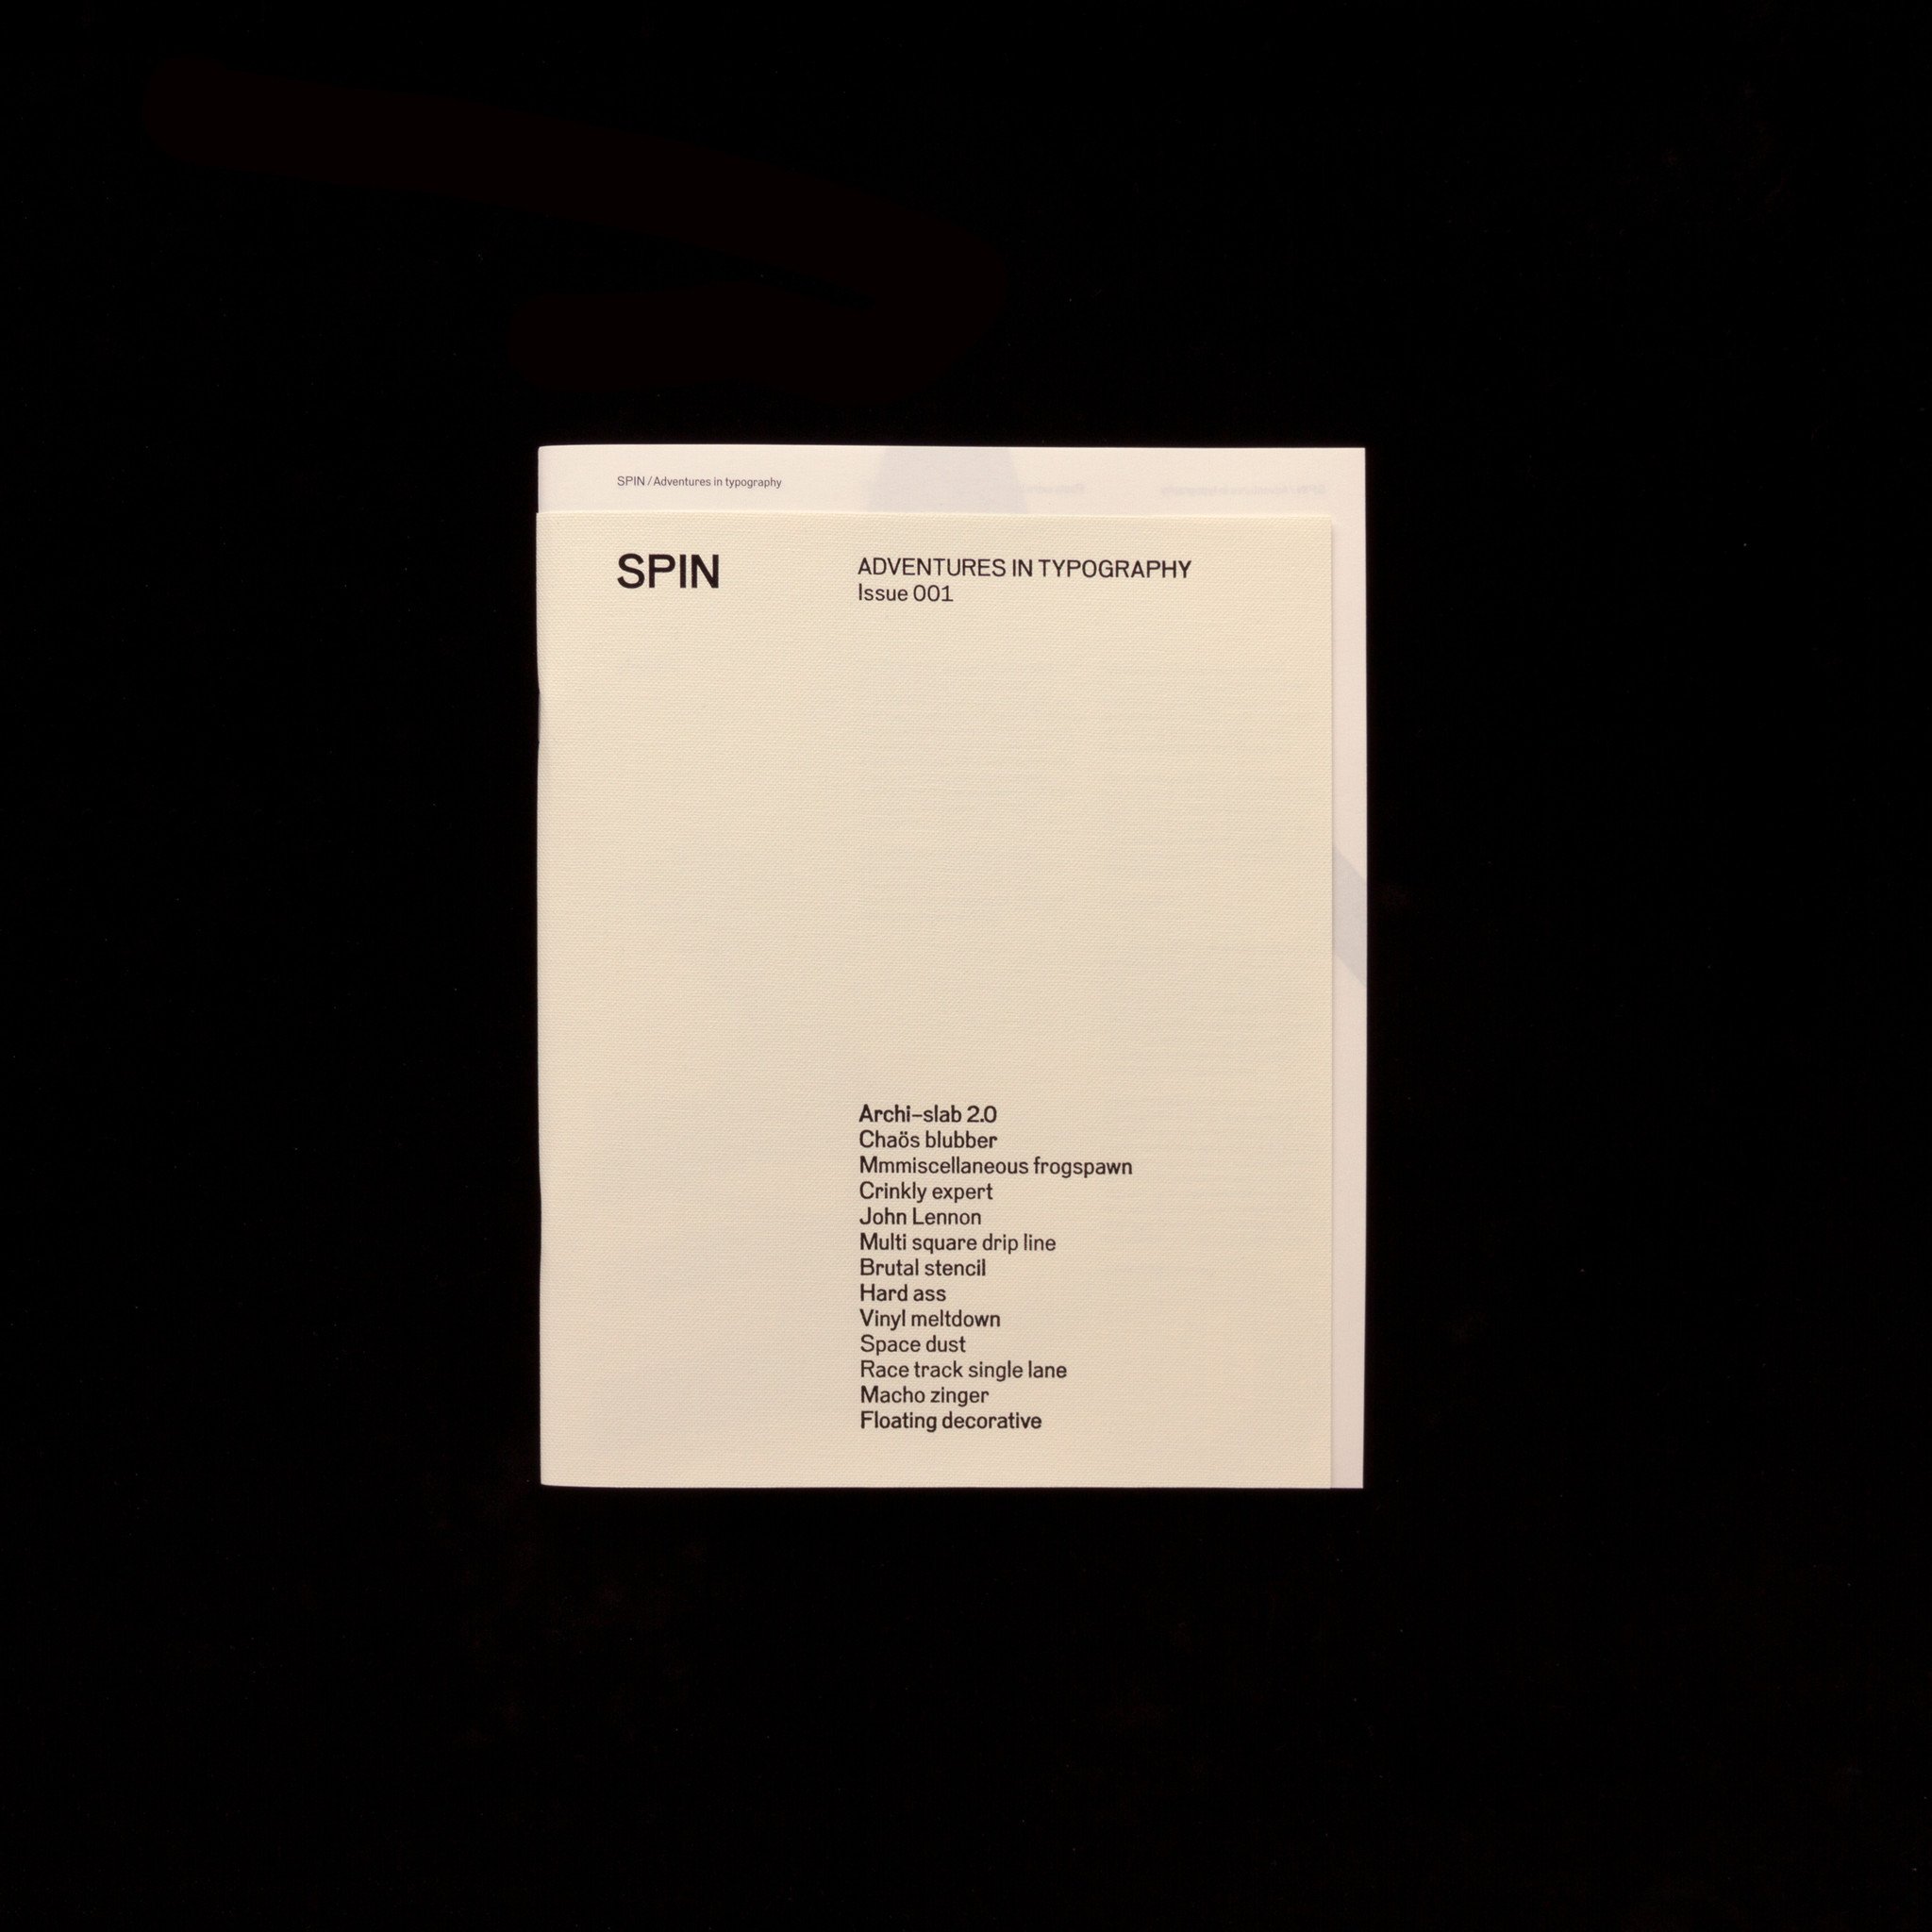 SPIN / Adventures in typography
SPIN
ADVENTURES IN TYPOGRAPHY
Issue 001
Archi–slab 2.0
Chaös blubber
Mmmiscellaneous frogspawn
Crinkly expert
John Lennon
Multi square drip line
Brutal stencil
Hard ass
Vinyl meltdown
Space dust
Race track single lane
Macho zinger
Floating decorative